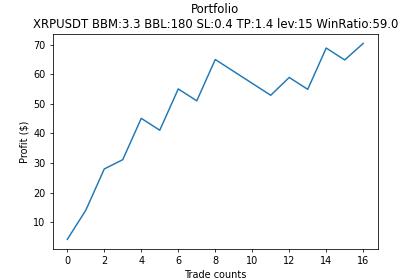 Portfolio
XRPUSDT BBM:3.3 BBL:180 SL:0.4 TP:1.4 lev:15 WinRatio:59.0
70
60
50
40
30
20
10
Profit ($)
0 2 4 6 8 10 12 14 16
Trade counts